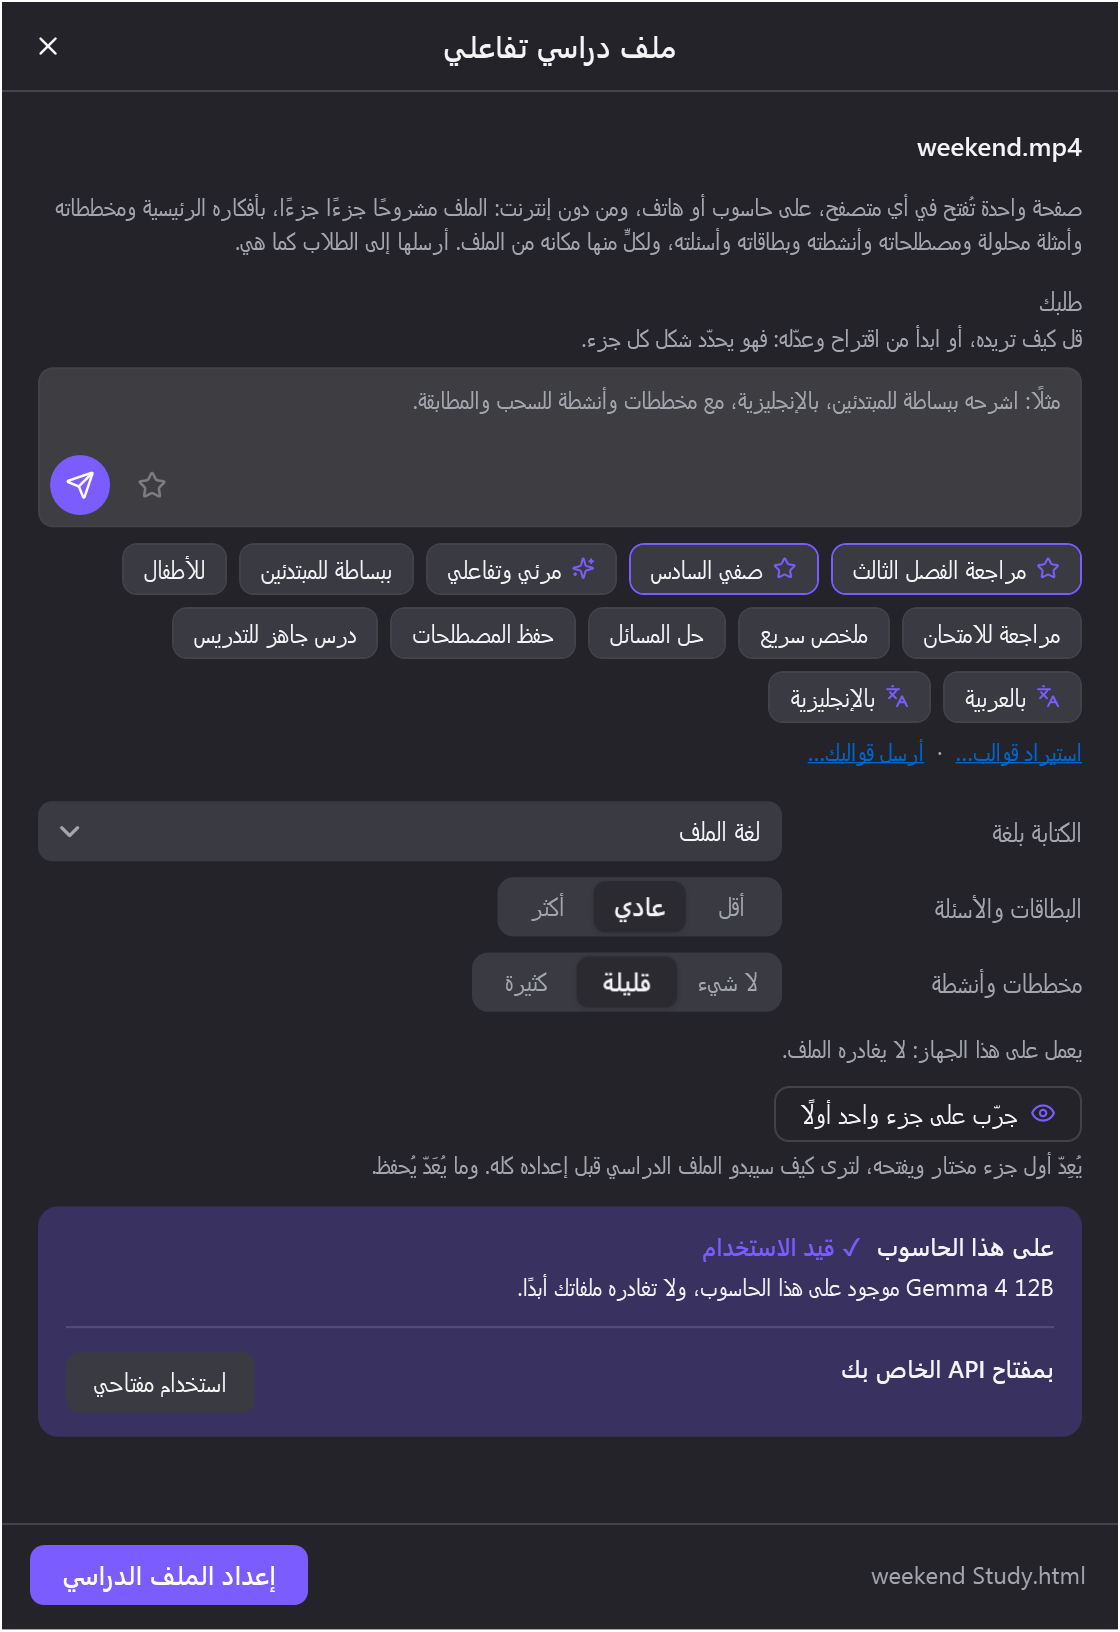 ملف دراسي تفاعلي
weekend.mp4
صفحة واحدة تُفتح في أي متصفح، على حاسوب أو هاتف، ومن دون إنترنت: الملف مشروحًا جزءًا جزءًا، بأفكاره الرئيسية ومخططاته
وأمثلة محلولة ومصطلحاته وأنشطته وبطاقاته وأسئلته، ولكلٍّ منها مكانه من الملف. أرسلها إلى الطلاب كما هي.
طلبك
قل كيف تريده، أو ابدأ من اقتراح وعدّله: فهو يحدّد شكل كل جزء.
مثلًا: اشرحه ببساطة للمبتدئين، بالإنجليزية، مع مخططات وأنشطة للسحب والمطابقة.
مراجعة الفصل الثالث صفي السادس مرئي وتفاعلي ببساطة للمبتدئين للأطفال
مراجعة للامتحان ملخص سريع حل المسائل حفظ المصطلحات درس جاهز للتدريس
بالعربية بالإنجليزية
استيراد قوالب... · أرسل قوالبك...
الكتابة بلغة لغة الملف
البطاقات والأسئلة أقل عادي أكثر
مخططات وأنشطة لا شيء قليلة كثيرة
يعمل على هذا الجهاز: لا يغادره الملف.
جرّب على جزء واحد أولًا
يُعِدّ أول جزء مختار ويفتحه، لترى كيف سيبدو الملف الدراسي قبل إعداده كله. وما يُعَدّ يُحفظ.
على هذا الحاسوب ✓ قيد الاستخدام
Gemma 4 12B موجود على هذا الحاسوب، ولا تغادره ملفاتك أبدًا.
بمفتاح API الخاص بك استخدام مفتاحي
weekend Study.html إعداد الملف الدراسي